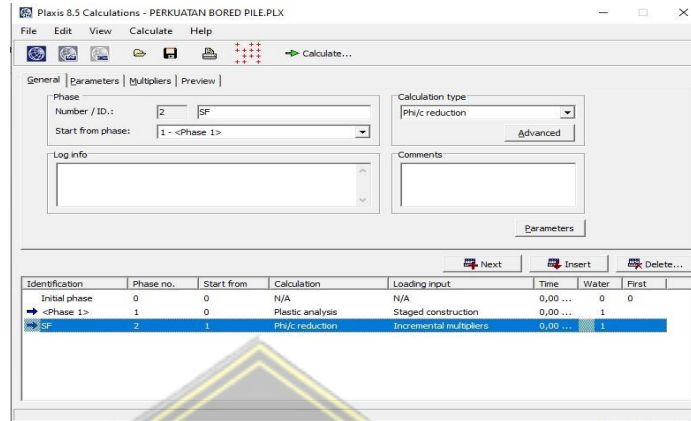 Plaxis 8.5 Calculations - PERKUATAN BORED PILE.PLX
File Edit View Calculate Help
Calculate...
General Parameters Multipliers Preview
Phase
Number / ID.: 2 SF
Start from phase: 1 - <Phase 1>
Calculation type
Phi/c reduction
Advanced
Log info
Comments
Parameters
Next Insert Delete...
Identification Phase no. Start from Calculation Loading input Time Water First
Initial phase 0 0 N/A N/A 0,00 ... 0 0
<Phase 1> 1 0 Plastic analysis Staged construction 0,00 ... 1
SF 2 1 Phi/c reduction Incremental multipliers 0,00 ... 1